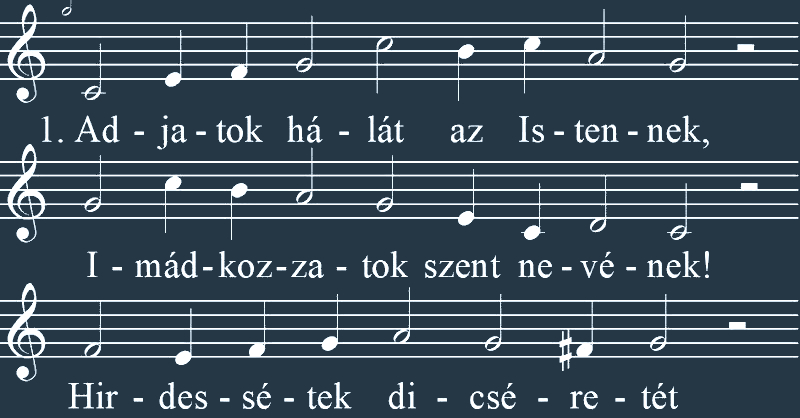 1. Ad - ja - tok há - lát az Is - ten - nek,
I - mád - koz - za - tok szent ne - vé - nek!
Hir - des - sé - tek di - csé - re - tét